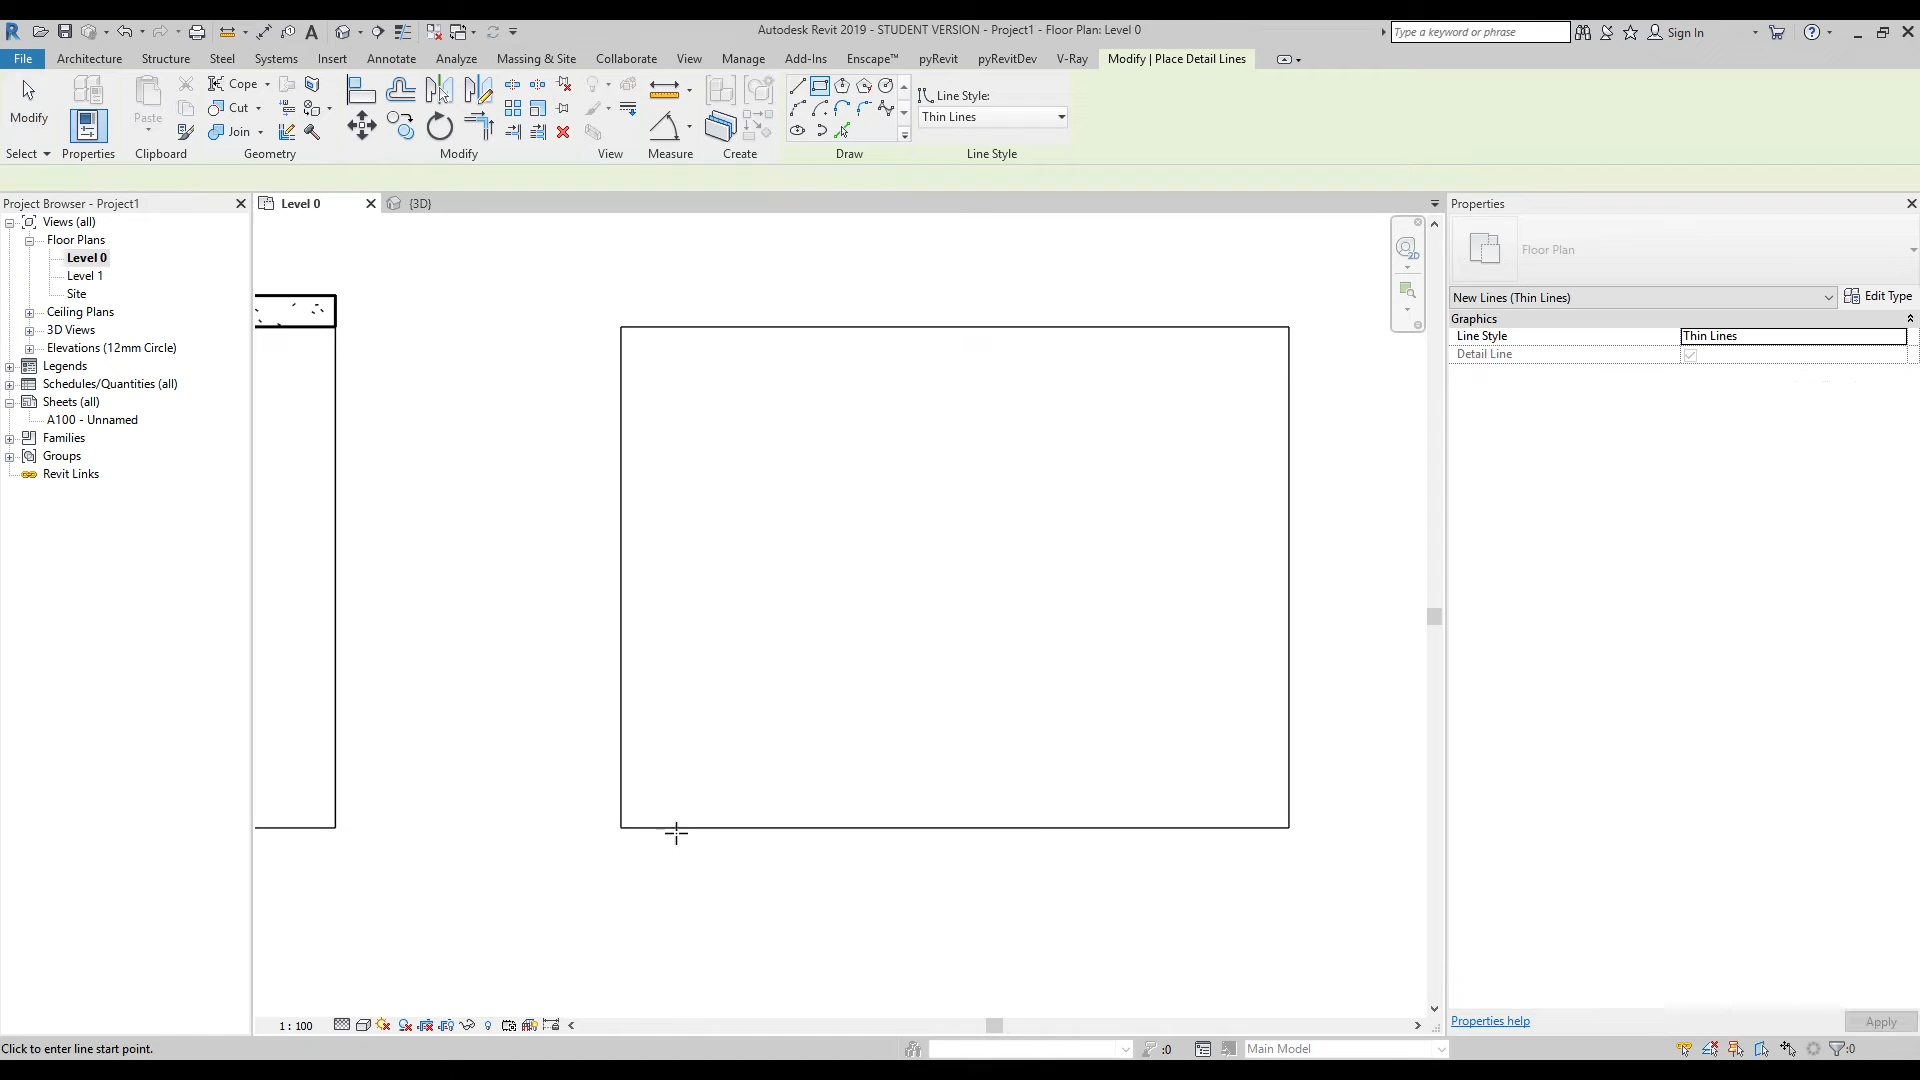 Autodesk Revit 2019 - STUDENT VERSION - Project1 - Floor Plan: Level 0
Type a keyword or phrase
Sign In
File
Architecture
Structure
Steel
Systems
Insert
Annotate
Analyze
Massing & Site
Collaborate
View
Manage
Add-Ins
Enscape™
pyRevit
pyRevitDev
V-Ray
Modify | Place Detail Lines
Modify
Paste
Cope
Cut
Join
Line Style:
Thin Lines
Select
Properties
Clipboard
Geometry
Modify
View
Measure
Create
Draw
Line Style
Project Browser - Project1
Views (all)
Floor Plans
Level 0
Level 1
Site
Ceiling Plans
3D Views
Elevations (12mm Circle)
Legends
Schedules/Quantities (all)
Sheets (all)
A100 - Unnamed
Families
Groups
Revit Links
Level 0
{3D}
2D
Properties
Floor Plan
New Lines (Thin Lines)
Edit Type
Graphics
Line Style
Thin Lines
Detail Line
Properties help
Apply
1 : 100
Click to enter line start point.
:0
Main Model
:0